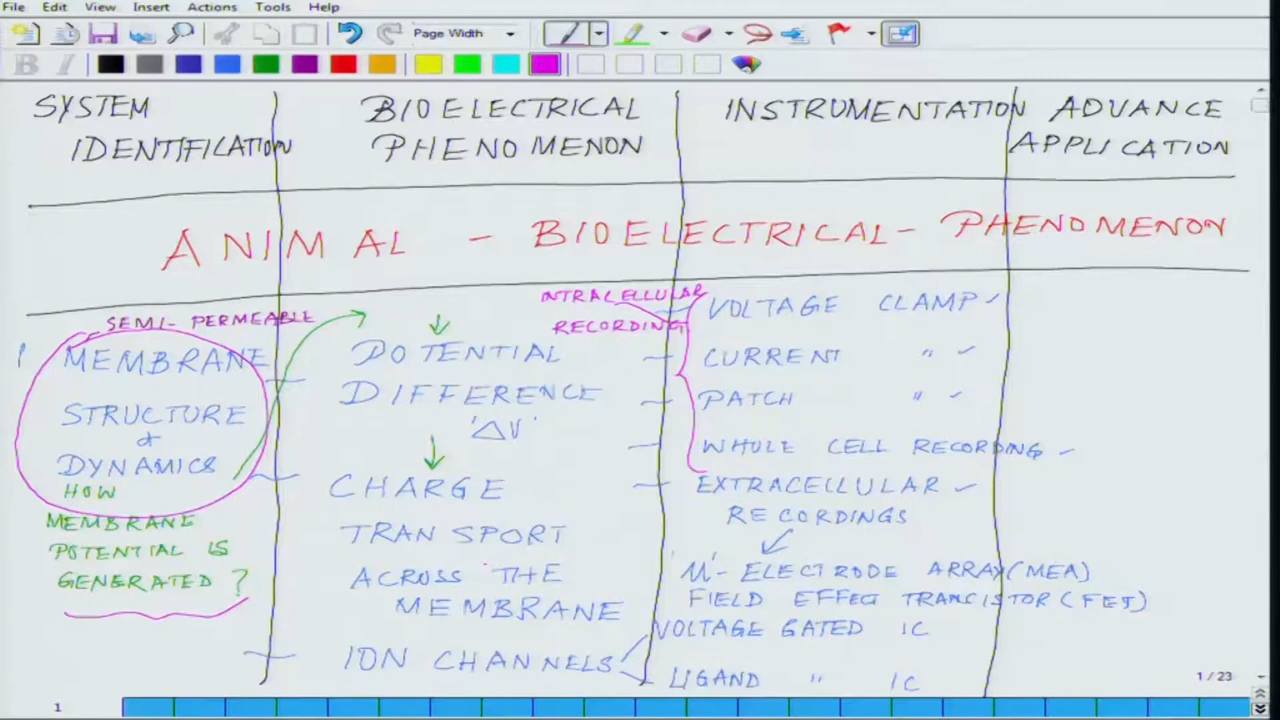 File Edit View Insert Actions Tools Help
Page Width
B I
SYSTEM IDENTIFICATION
BIOELECTRICAL PHENOMENON
INSTRUMENTATION
ADVANCE APPLICATION
ANIMAL - BIOELECTRICAL - PHENOMENON
SEMI-PERMEABLE
1 MEMBRANE
STRUCTURE
&
DYNAMICS
HOW
MEMBRANE
POTENTIAL IS
GENERATED ?
POTENTIAL
DIFFERENCE
'ΔV'
CHARGE
TRANSPORT
ACROSS THE
MEMBRANE
ION CHANNELS
INTRACELLULAR
RECORDING
VOLTAGE CLAMP ✓
CURRENT " ✓
PATCH " ✓
WHOLE CELL RECORDING ✓
EXTRACELLULAR ✓
RECORDINGS
'M'- ELECTRODE ARRAY (MEA)
FIELD EFFECT TRANCISTOR (FET)
VOLTAGE GATED IC
LIGAND " IC
1 / 23
1